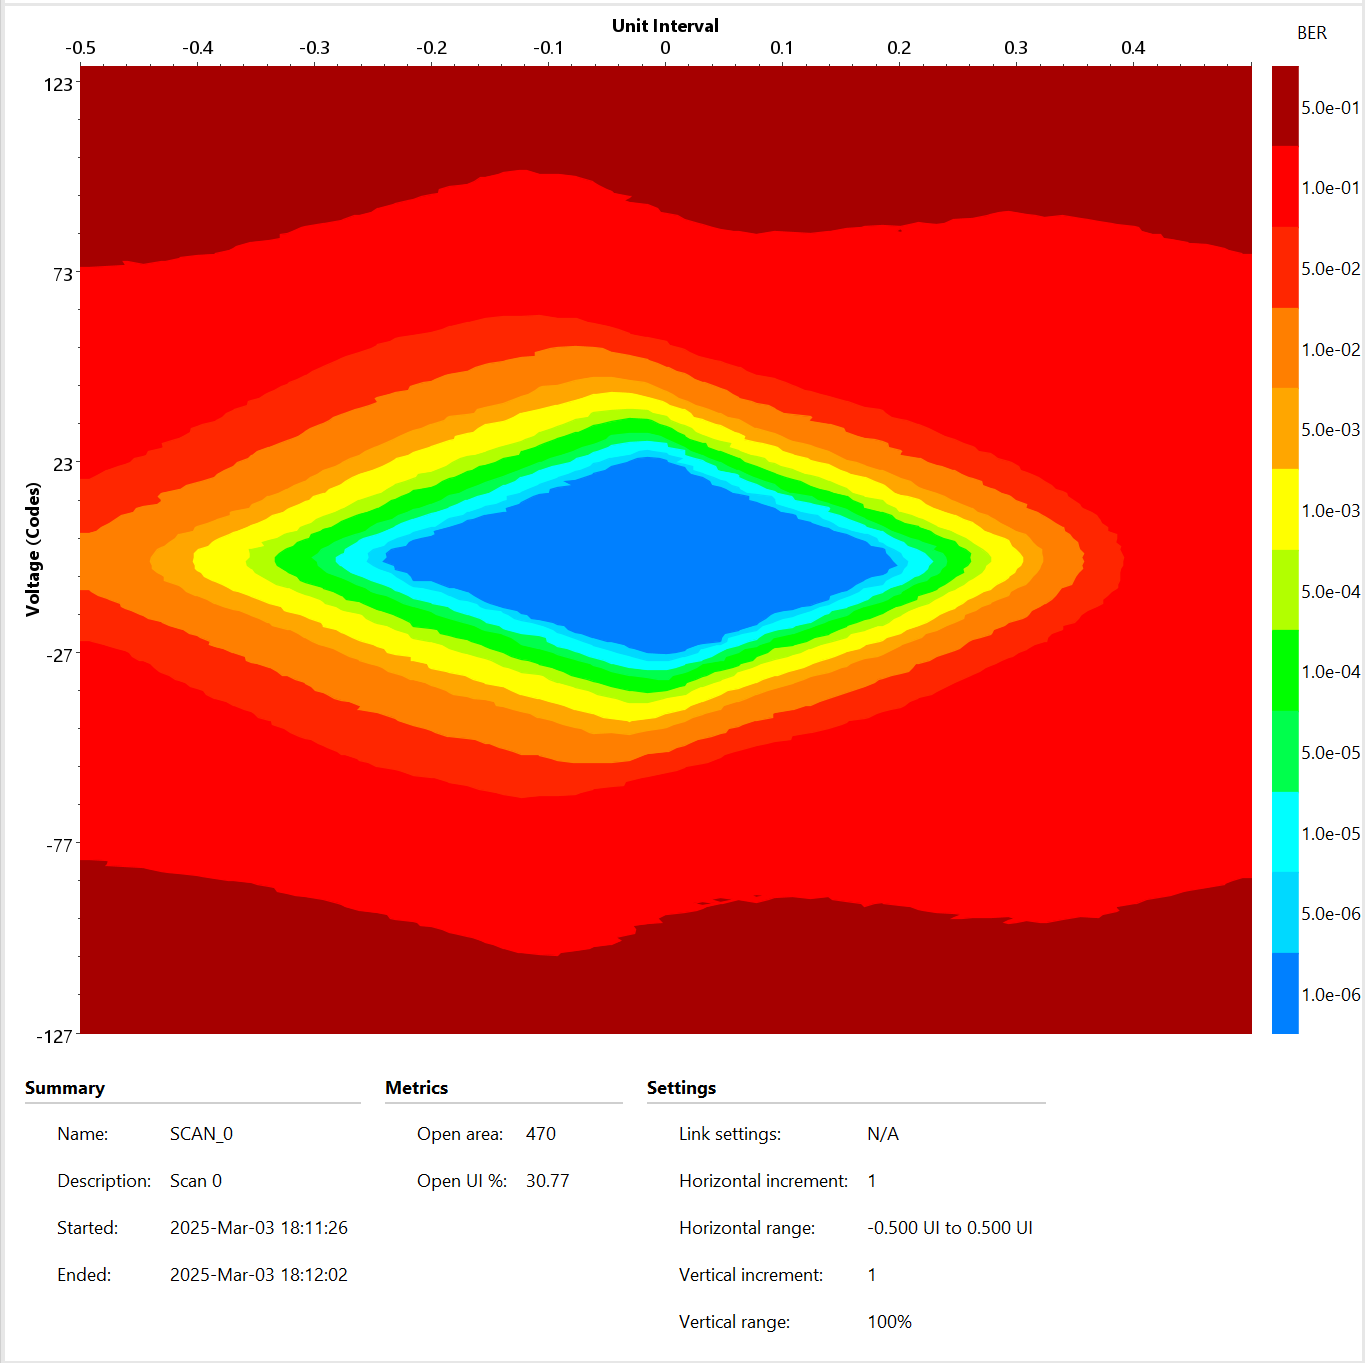 Unit Interval
BER
-0.5 -0.4 -0.3 -0.2 -0.1 0 0.1 0.2 0.3 0.4
123
73
23
-27
-77
-127
Voltage (Codes)
5.0e-01
1.0e-01
5.0e-02
1.0e-02
5.0e-03
1.0e-03
5.0e-04
1.0e-04
5.0e-05
1.0e-05
5.0e-06
1.0e-06
Summary
Name: SCAN_0
Description: Scan 0
Started: 2025-Mar-03 18:11:26
Ended: 2025-Mar-03 18:12:02
Metrics
Open area: 470
Open UI %: 30.77
Settings
Link settings: N/A
Horizontal increment: 1
Horizontal range: -0.500 UI to 0.500 UI
Vertical increment: 1
Vertical range: 100%